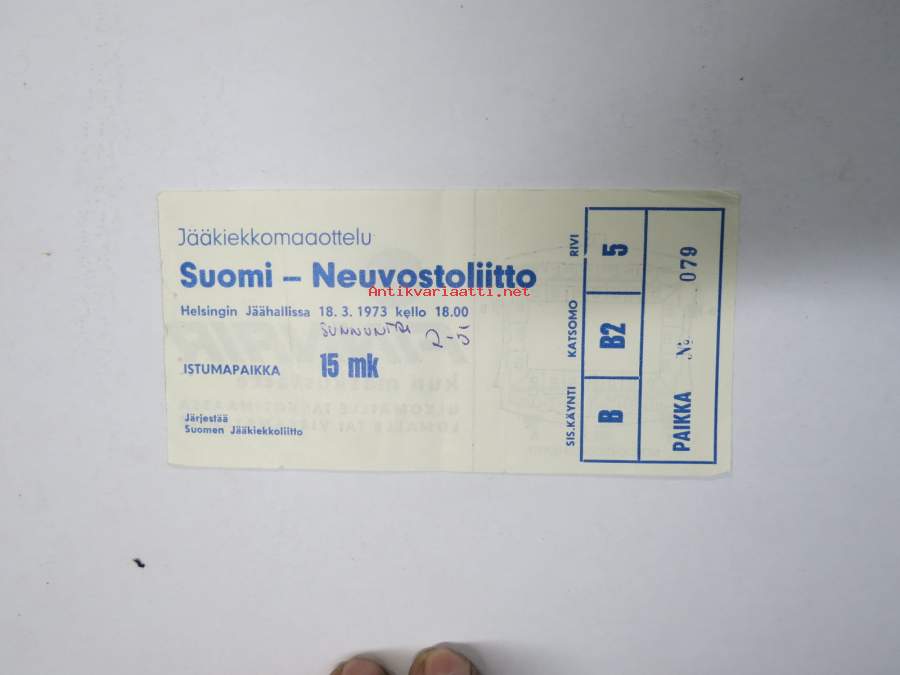 Jääkiekkomaaottelu
Suomi – Neuvostoliitto
Antikvariaatti.net
Helsingin Jäähallissa 18. 3. 1973 kello 18.00
SUNNUNTAI 2-5
ISTUMAPAIKKA 15 mk
Järjestää
Suomen Jääkiekkoliitto
SIS.KÄYNTI KATSOMO RIVI
B B2 5
PAIKKA No 079